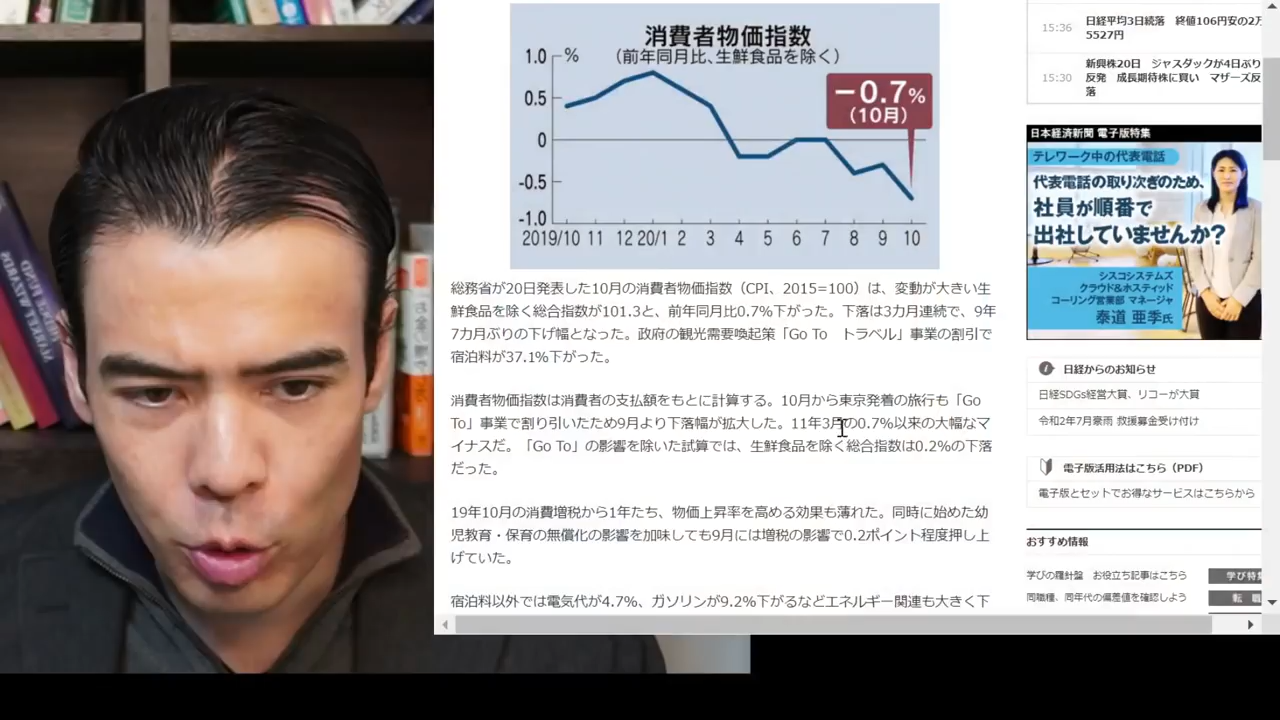 消費者物価指数
(前年同月比、生鮮食品を除く)
1.0
%
0.5
0
-0.5
-1.0
−0.7%
(10月)
2019/10 11 12 20/1 2 3 4 5 6 7 8 9 10
総務省が20日発表した10月の消費者物価指数（CPI、2015=100）は、変動が大きい生
鮮食品を除く総合指数が101.3と、前年同月比0.7%下がった。下落は3カ月連続で、9年
7カ月ぶりの下げ幅となった。政府の観光需要喚起策「Go To　トラベル」事業の割引で
宿泊料が37.1%下がった。
消費者物価指数は消費者の支払額をもとに計算する。10月から東京発着の旅行も「Go
To」事業で割り引いたため9月より下落幅が拡大した。11年3月の0.7%以来の大幅なマ
イナスだ。「Go To」の影響を除いた試算では、生鮮食品を除く総合指数は0.2%の下落
だった。
19年10月の消費増税から1年たち、物価上昇率を高める効果も薄れた。同時に始めた幼
児教育・保育の無償化の影響を加味しても9月には増税の影響で0.2ポイント程度押し上
げていた。
宿泊料以外では電気代が4.7%、ガソリンが9.2%下がるなどエネルギー関連も大きく下
15:36
日経平均3日続落　終値106円安の2万
5527円
15:30
新興株20日　ジャスダックが4日ぶり
反発　成長期待株に買い　マザーズ反
落
日本経済新聞 電子版特集
テレワーク中の代表電話
代表電話の取り次ぎのため、
社員が順番で
出社していませんか?
シスコシステムズ
クラウド&ホスティッド
コーリング営業部 マネージャ
泰道 亜季氏
日経からのお知らせ
日経SDGs経営大賞、リコーが大賞
令和2年7月豪雨 救援募金受け付け
電子版活用法はこちら（PDF）
電子版とセットでお得なサービスはこちらから
おすすめ情報
学びの羅針盤　お役立ち記事はこちら
学び特
同職種、同年代の偏差値を確認しよう
転 職